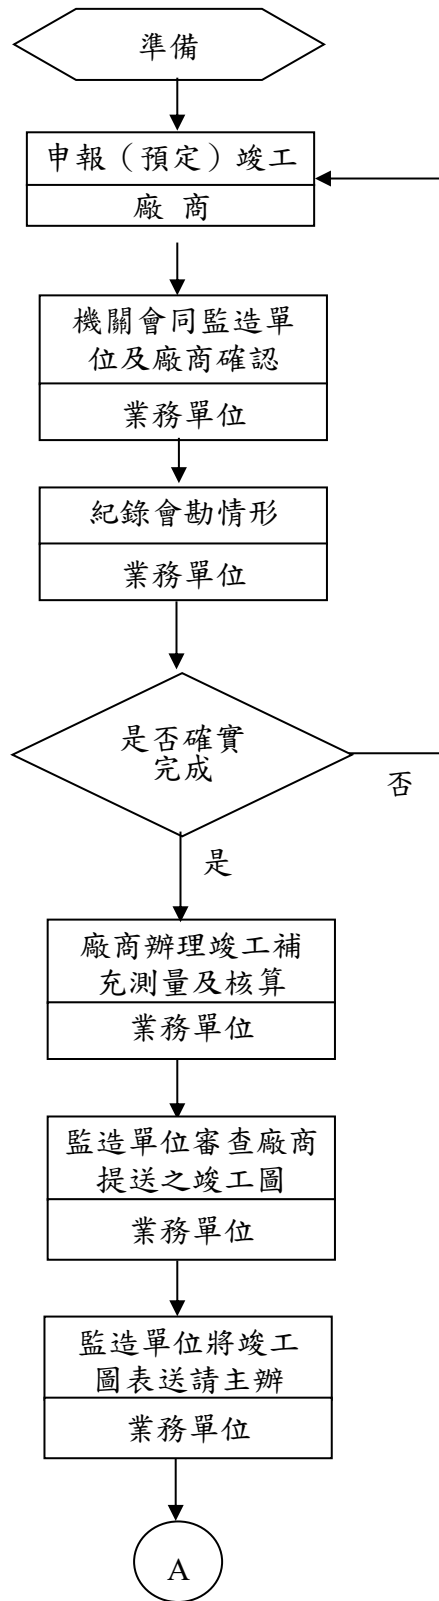 準備
申報（預定）竣工
廠 商
機關會同監造單
位及廠商確認
業務單位
紀錄會勘情形
業務單位
是否確實
完成
否
是
廠商辦理竣工補
充測量及核算
業務單位
監造單位審查廠商
提送之竣工圖
業務單位
監造單位將竣工
圖表送請主辦
業務單位
A